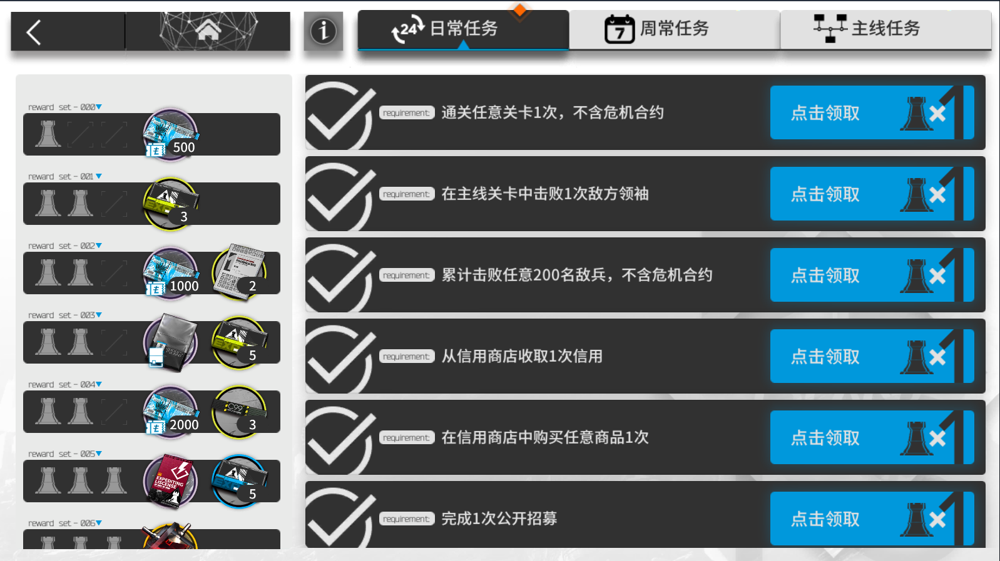 24 日常任务
7 周常任务
主线任务
reward set - 000
500
reward set - 001
EXP
3
reward set - 002
1000
2
reward set - 003
EXP
5
reward set - 004
2000
C99
3
reward set - 005
EXPEDITING
LISCENSE
EXP
5
reward set - 006
requirement: 通关任意关卡1次，不含危机合约
点击领取 ×1
requirement: 在主线关卡中击败1次敌方领袖
点击领取 ×1
requirement: 累计击败任意200名敌兵，不含危机合约
点击领取 ×1
requirement: 从信用商店收取1次信用
点击领取 ×1
requirement: 在信用商店中购买任意商品1次
点击领取 ×1
requirement: 完成1次公开招募
点击领取 ×1